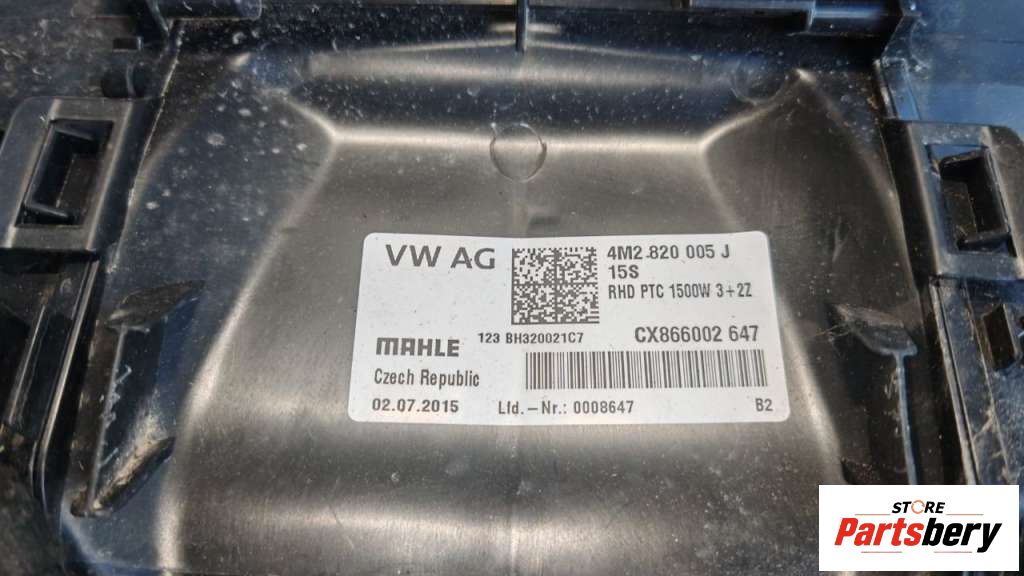 VW AG
4M2 820 005 J
15S
RHD PTC 1500W 3+2Z
123 BH320021C7
CX866002 647
MAHLE
Czech Republic
02.07.2015
Lfd.-Nr.: 0008647
B2
STORE
Partsbery